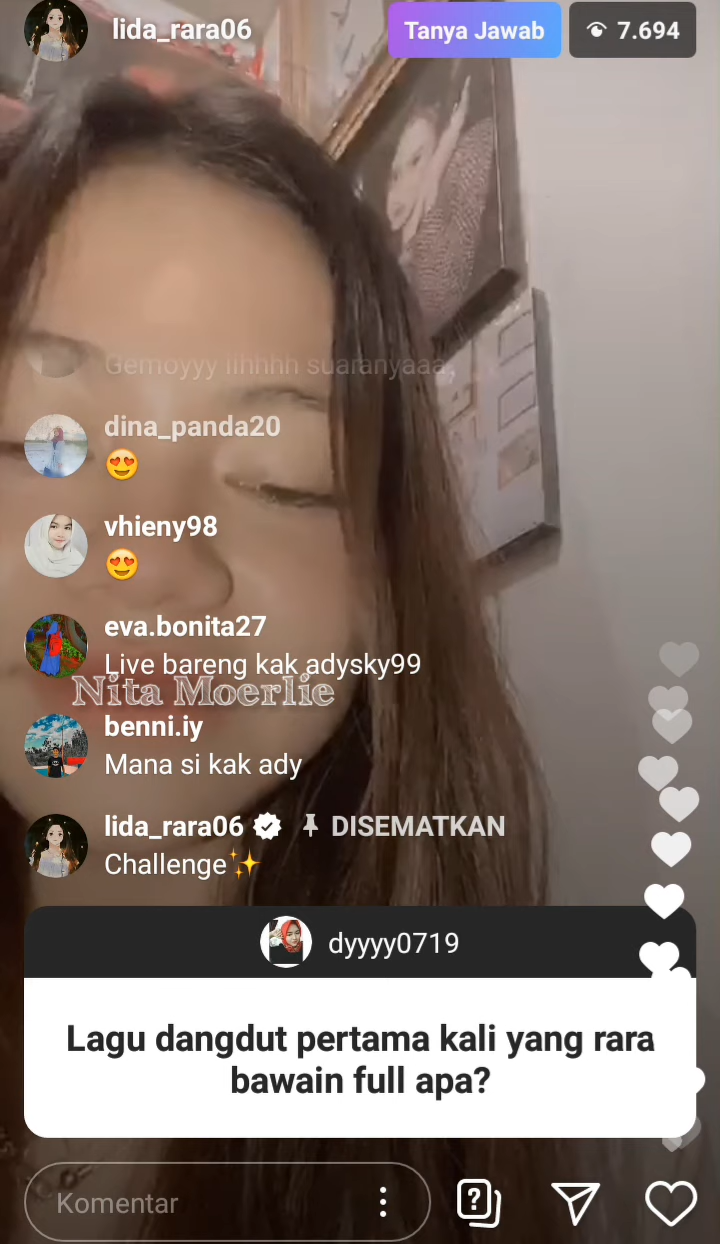 lida_rara06
Tanya Jawab
7.694
Gemoyyy iihhhh suaranyaaa
dina_panda20
😍
vhieny98
😍
eva.bonita27
Live bareng kak adysky99
Nita Moerlie
benni.iy
Mana si kak ady
lida_rara06 DISEMATKAN
Challenge✨
dyyyy0719
Lagu dangdut pertama kali yang rara
bawain full apa?
Komentar